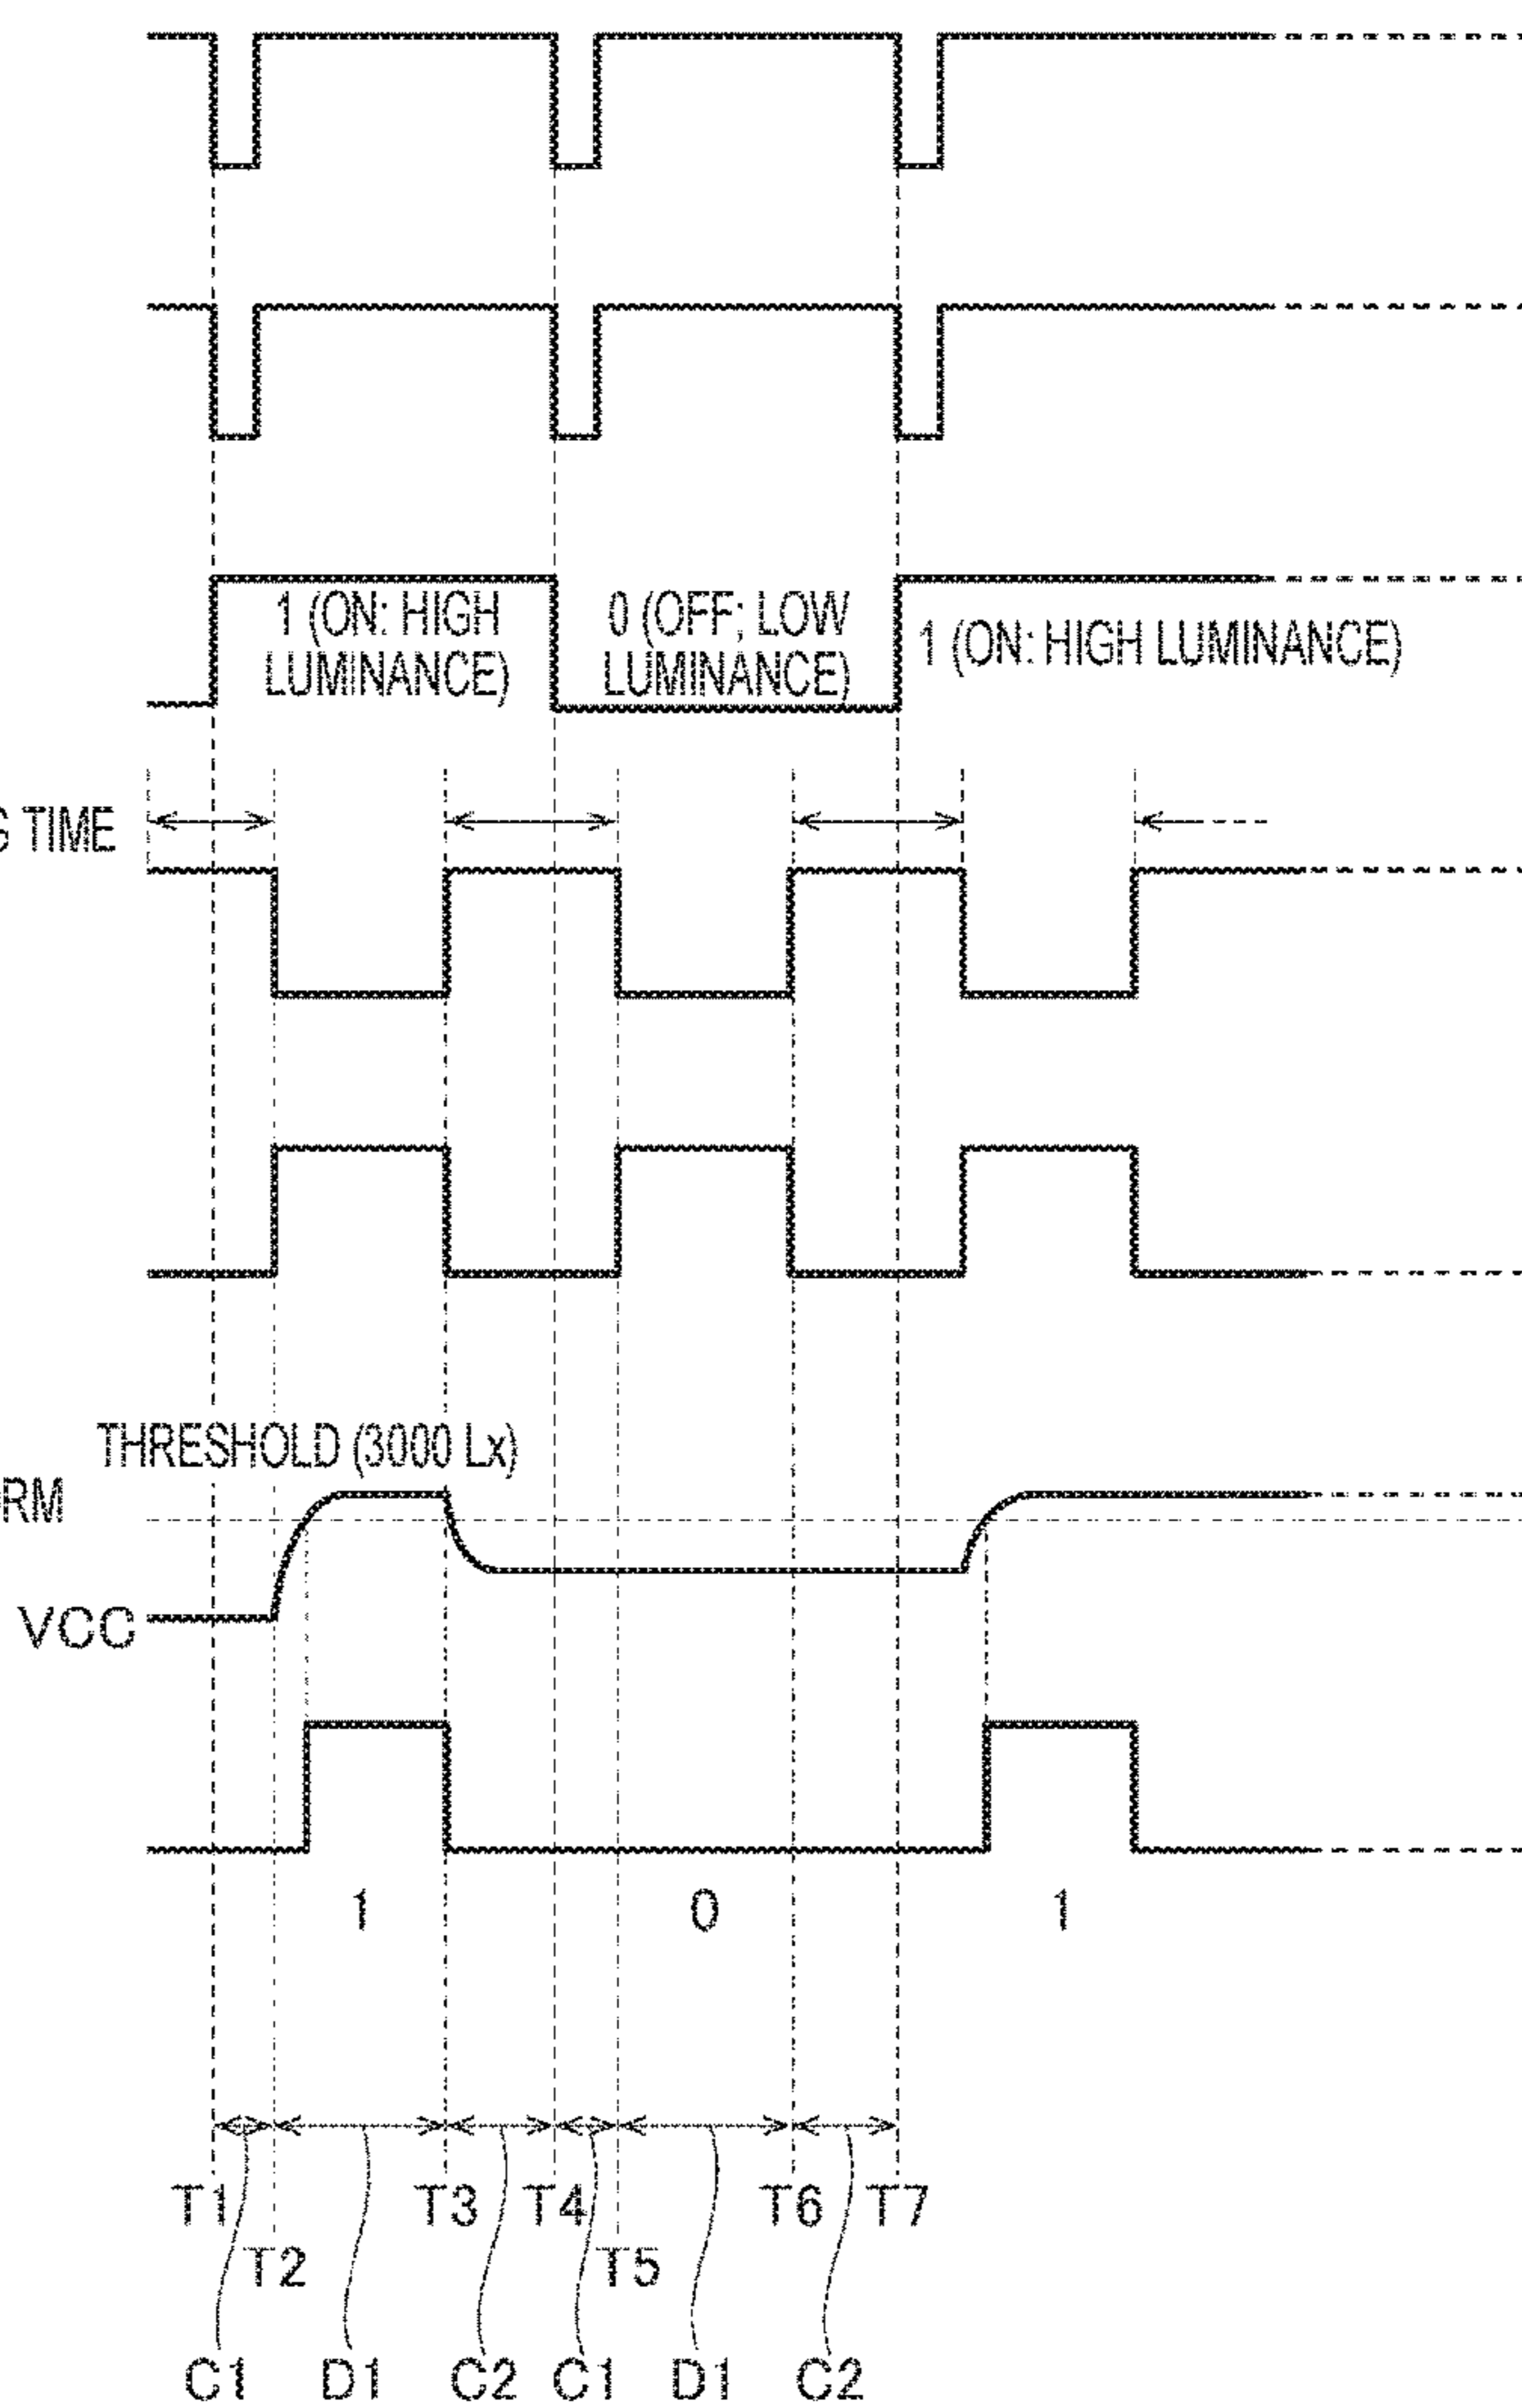 1 (ON: HIGH
LUMINANCE)
0 (OFF; LOW
LUMINANCE)
1 (ON: HIGH LUMINANCE)
TIME
THRESHOLD (3000 Lx)
VCC
1 0 1
T1 T3 T4 T6 T7
T2 T5
C1 D1 C2 C1 D1 C2